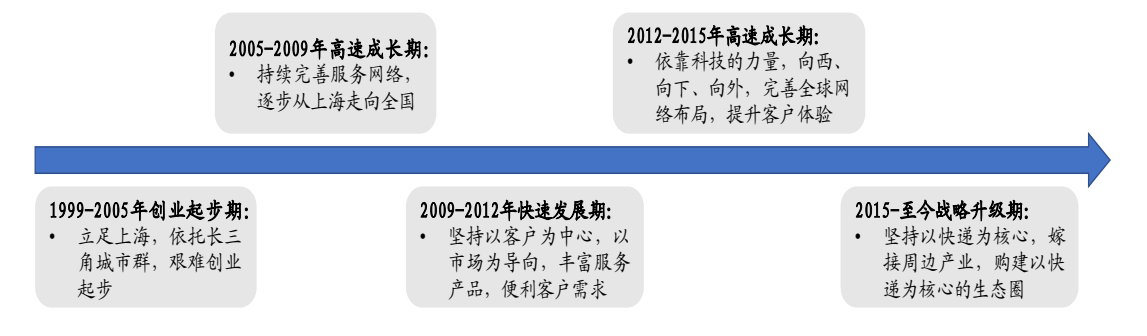 2005-2009年高速成长期：
• 持续完善服务网络，
逐步从上海走向全国
2012-2015年高速成长期：
• 依靠科技的力量，向西、
向下、向外，完善全球网
络布局，提升客户体验
1999-2005年创业起步期：
• 立足上海，依托长三
角城市群，艰难创业
起步
2009-2012年快速发展期：
• 坚持以客户为中心，以
市场为导向，丰富服务
产品，便利客户需求
2015-至今战略升级期：
• 坚持以快递为核心，嫁
接周边产业，购建以快
递为核心的生态圈